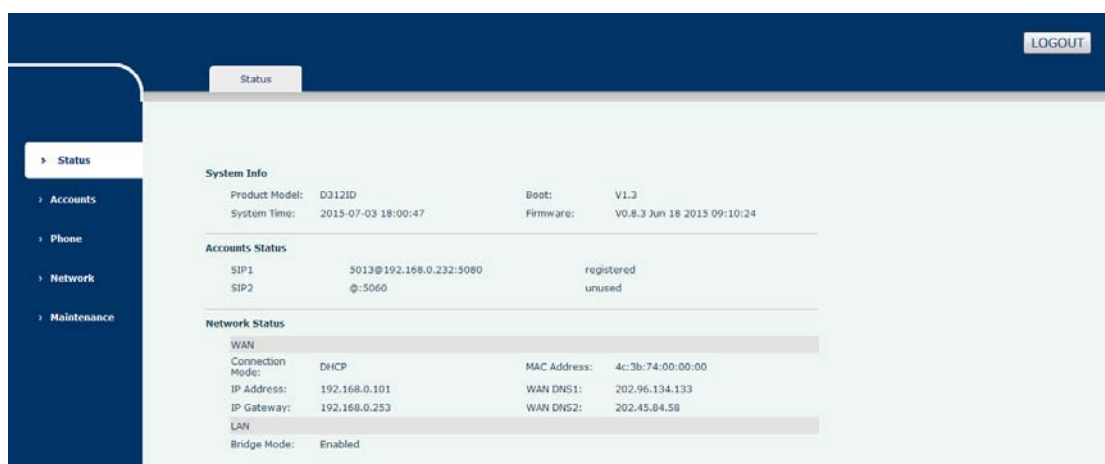 LOGOUT
Status
> Status
> Accounts
> Phone
> Network
> Maintenance
System Info
Product Model: D312ID Boot: V1.3
System Time: 2015-07-03 18:00:47 Firmware: V0.8.3 Jun 18 2015 09:10:24
Accounts Status
SIP1 5013@192.168.0.232:5080 registered
SIP2 @:5060 unused
Network Status
WAN
Connection
Mode: DHCP MAC Address: 4c:3b:74:00:00:00
IP Address: 192.168.0.101 WAN DNS1: 202.96.134.133
IP Gateway: 192.168.0.253 WAN DNS2: 202.45.84.58
LAN
Bridge Mode: Enabled